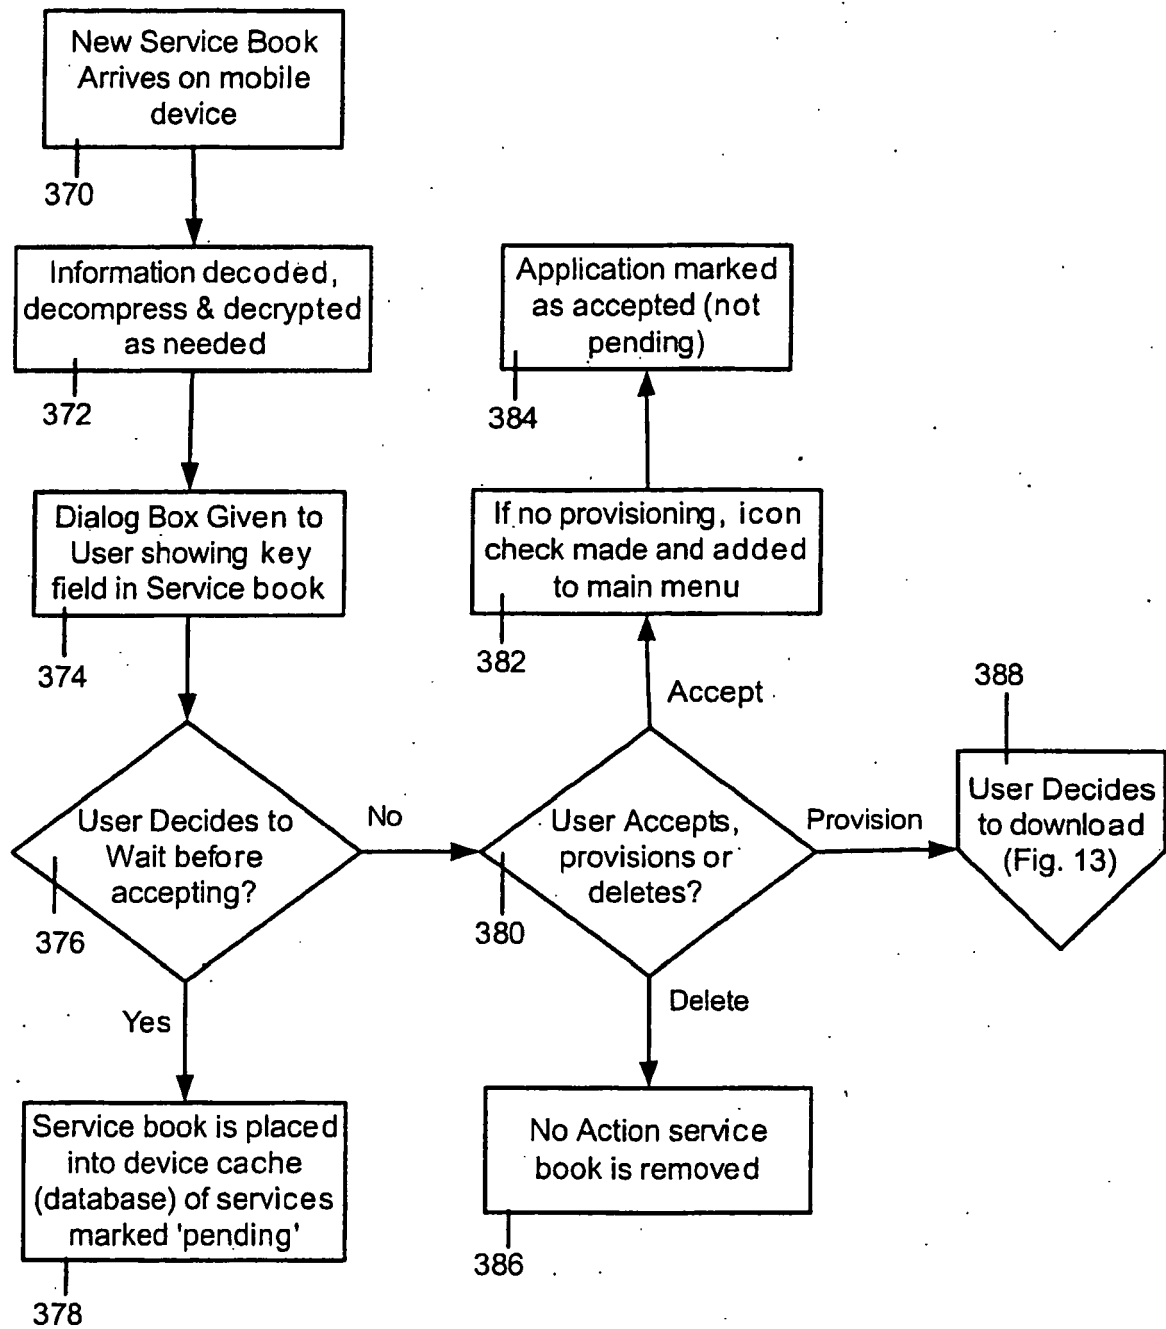 New Service Book
Arrives on mobile
device
370
Information decoded,
decompress & decrypted
as needed
372
Dialog Box Given to
User showing key
field in Service book
374
User Decides to
Wait before
accepting?
376
No
Yes
Service book is placed
into device cache
(database) of services
marked 'pending'
378
Application marked
as accepted (not
pending)
384
If no provisioning, icon
check made and added
to main menu
382
Accept
User Accepts,
provisions or
deletes?
380
Provision
388
User Decides
to download
(Fig. 13)
Delete
No Action service
book is removed
386